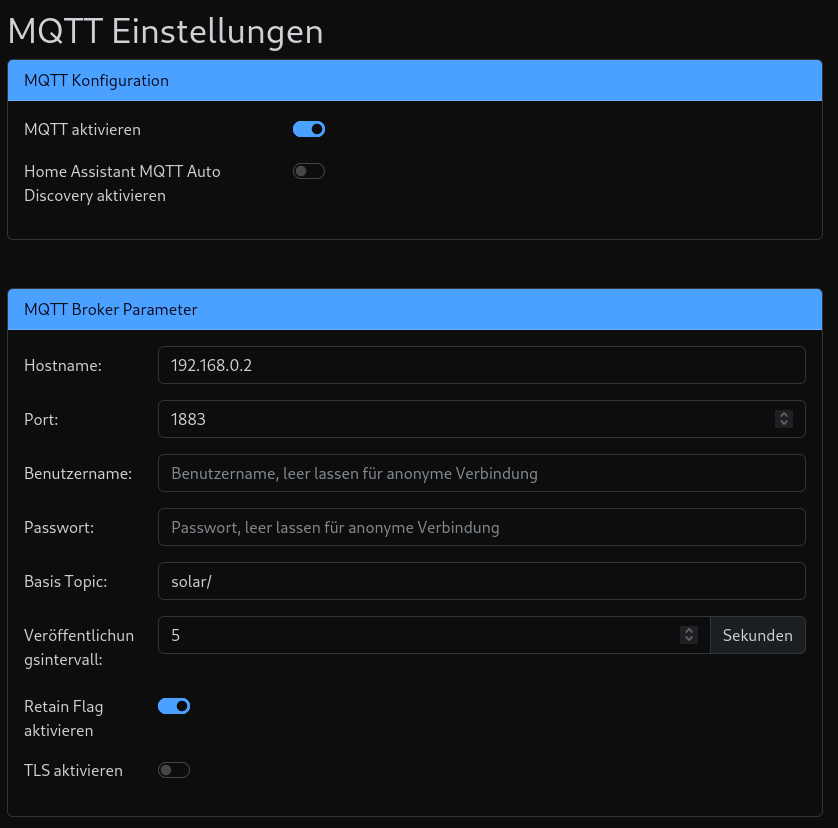 MQTT Einstellungen
MQTT Konfiguration
MQTT aktivieren
Home Assistant MQTT Auto
Discovery aktivieren
MQTT Broker Parameter
Hostname:
192.168.0.2
Port:
1883
Benutzername:
Benutzername, leer lassen für anonyme Verbindung
Passwort:
Passwort, leer lassen für anonyme Verbindung
Basis Topic:
solar/
Veröffentlichun
gsintervall:
5
Sekunden
Retain Flag
aktivieren
TLS aktivieren